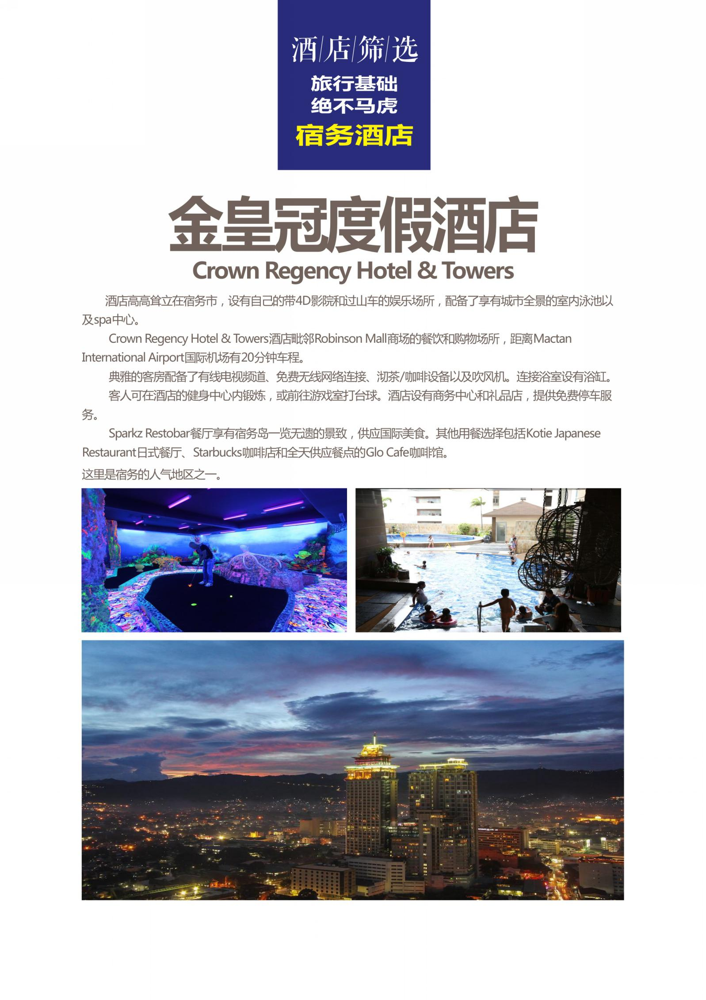 酒/店/筛/选
旅行基础
绝不马虎
宿务酒店
金皇冠度假酒店
Crown Regency Hotel & Towers
酒店高高耸立在宿务市，设有自己的带4D影院和过山车的娱乐场所，配备了享有城市全景的室内泳池以
及spa中心。
Crown Regency Hotel & Towers酒店毗邻Robinson Mall商场的餐饮和购物场所，距离Mactan
International Airport国际机场有20分钟车程。
典雅的客房配备了有线电视频道、免费无线网络连接、沏茶/咖啡设备以及吹风机。连接浴室设有浴缸。
客人可在酒店的健身中心内锻炼，或前往游戏室打台球。酒店设有商务中心和礼品店，提供免费停车服
务。
Sparkz Restobar餐厅享有宿务岛一览无遗的景致，供应国际美食。其他用餐选择包括Kotie Japanese
Restaurant日式餐厅、Starbucks咖啡店和全天供应餐点的Glo Cafe咖啡馆。
这里是宿务的人气地区之一。